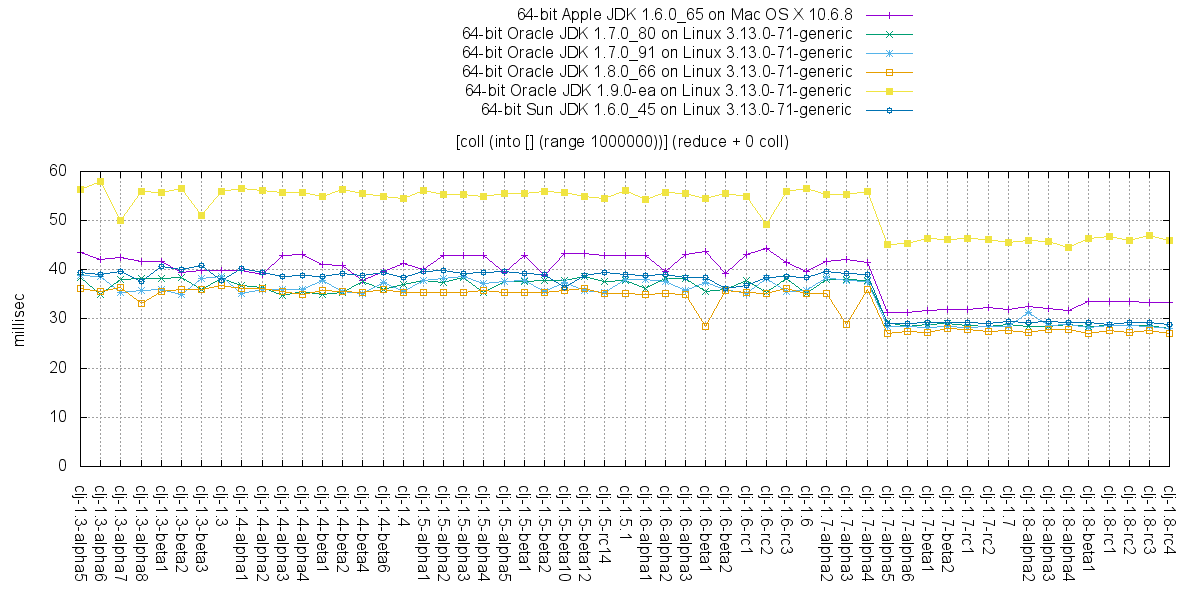 64-bit Apple JDK 1.6.0_65 on Mac OS X 10.6.8
64-bit Oracle JDK 1.7.0_80 on Linux 3.13.0-71-generic
64-bit Oracle JDK 1.7.0_91 on Linux 3.13.0-71-generic
64-bit Oracle JDK 1.8.0_66 on Linux 3.13.0-71-generic
64-bit Oracle JDK 1.9.0-ea on Linux 3.13.0-71-generic
64-bit Sun JDK 1.6.0_45 on Linux 3.13.0-71-generic
[coll (into [] (range 1000000))] (reduce + 0 coll)
millisec
60
50
40
30
20
10
0
clj-1.3-alpha5
clj-1.3-alpha6
clj-1.3-alpha7
clj-1.3-alpha8
clj-1.3-beta1
clj-1.3-beta2
clj-1.3-beta3
clj-1.3
clj-1.4-alpha1
clj-1.4-alpha2
clj-1.4-alpha3
clj-1.4-alpha4
clj-1.4-beta1
clj-1.4-beta2
clj-1.4-beta4
clj-1.4-beta6
clj-1.4
clj-1.5-alpha1
clj-1.5-alpha2
clj-1.5-alpha3
clj-1.5-alpha4
clj-1.5-alpha5
clj-1.5-beta1
clj-1.5-beta2
clj-1.5-beta10
clj-1.5-beta12
clj-1.5-rc14
clj-1.5.1
clj-1.6-alpha1
clj-1.6-alpha2
clj-1.6-alpha3
clj-1.6-beta1
clj-1.6-beta2
clj-1.6-rc1
clj-1.6-rc2
clj-1.6-rc3
clj-1.6
clj-1.7-alpha2
clj-1.7-alpha3
clj-1.7-alpha4
clj-1.7-alpha5
clj-1.7-alpha6
clj-1.7-beta1
clj-1.7-beta2
clj-1.7-rc1
clj-1.7-rc2
clj-1.7
clj-1.8-alpha2
clj-1.8-alpha3
clj-1.8-alpha4
clj-1.8-beta1
clj-1.8-rc1
clj-1.8-rc2
clj-1.8-rc3
clj-1.8-rc4